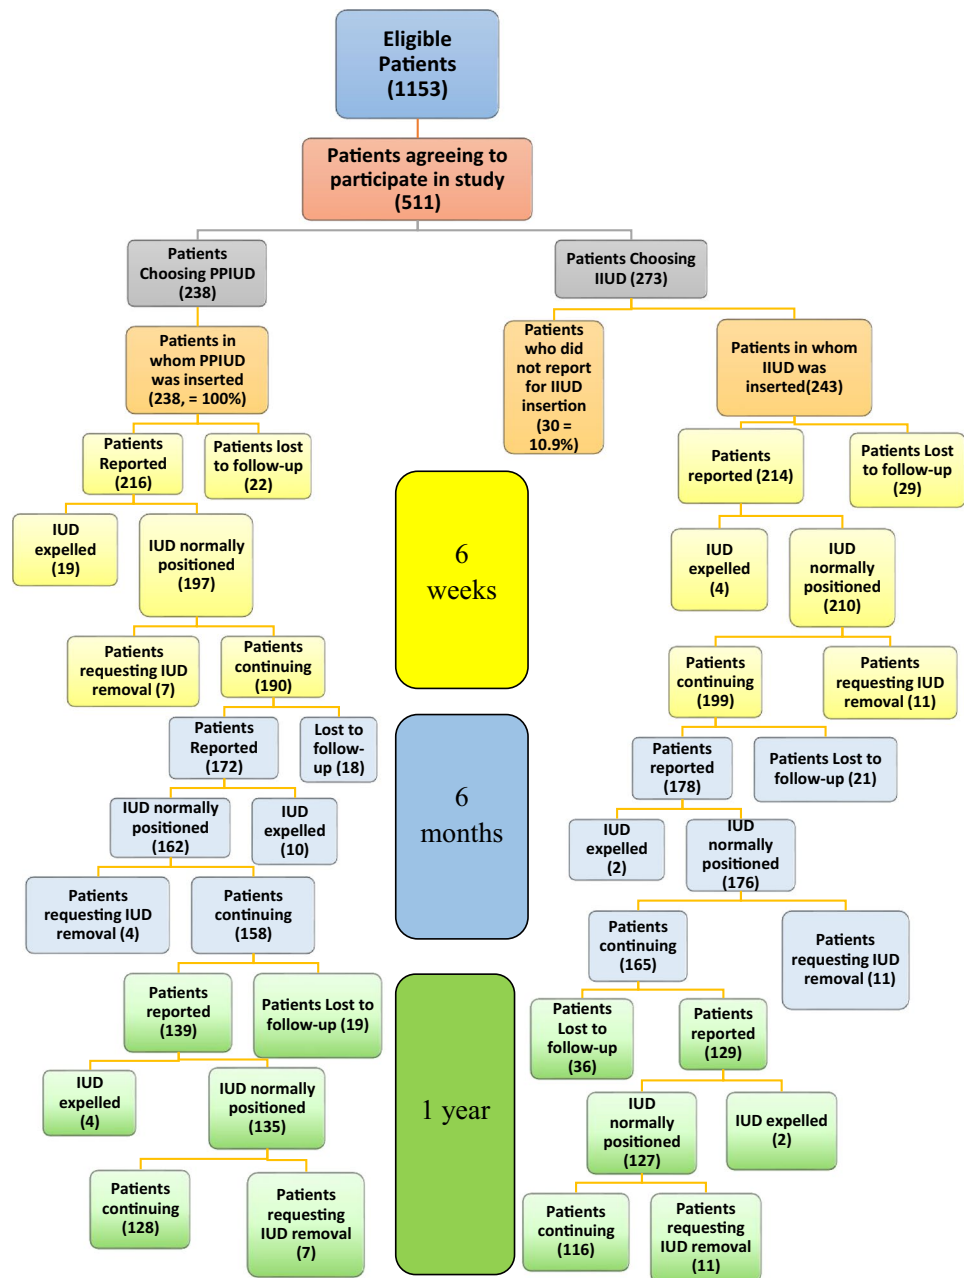 Eligible
Patients
(1153)
Patients agreeing to
participate in study
(511)
Patients
Choosing PPIUD
(238)
Patients Choosing
IIUD (273)
Patients in
whom PPIUD
was inserted
(238, = 100%)
Patients
who did
not report
for IIUD
insertion
(30 =
10.9%)
Patients in whom
IIUD was
inserted(243)
Patients
Reported
(216)
Patients lost
to follow-up
(22)
Patients
reported (214)
Patients Lost
to follow-up
(29)
IUD
expelled
(19)
IUD normally
positioned
(197)
6
weeks
IUD
expelled
(4)
IUD
normally
positioned
(210)
Patients
requesting IUD
removal (7)
Patients
continuing
(190)
Patients
continuing
(199)
Patients
requesting IUD
removal (11)
Patients
Reported
(172)
Lost to
follow-
up (18)
Patients
reported
(178)
Patients Lost to
follow-up (21)
IUD normally
positioned
(162)
IUD
expelled
(10)
6
months
IUD
expelled
(2)
IUD
normally
positioned
(176)
Patients
requesting IUD
removal (4)
Patients
continuing
(158)
Patients
continuing
(165)
Patients
requesting IUD
removal (11)
Patients
reported
(139)
Patients Lost to
follow-up (19)
Patients
Lost to
follow-up
(36)
Patients
reported
(129)
IUD
expelled
(4)
IUD normally
positioned
(135)
1 year
IUD
normally
positioned
(127)
IUD expelled
(2)
Patients
continuing
(128)
Patients
requesting
IUD removal
(7)
Patients
continuing
(116)
Patients
requesting
IUD removal
(11)